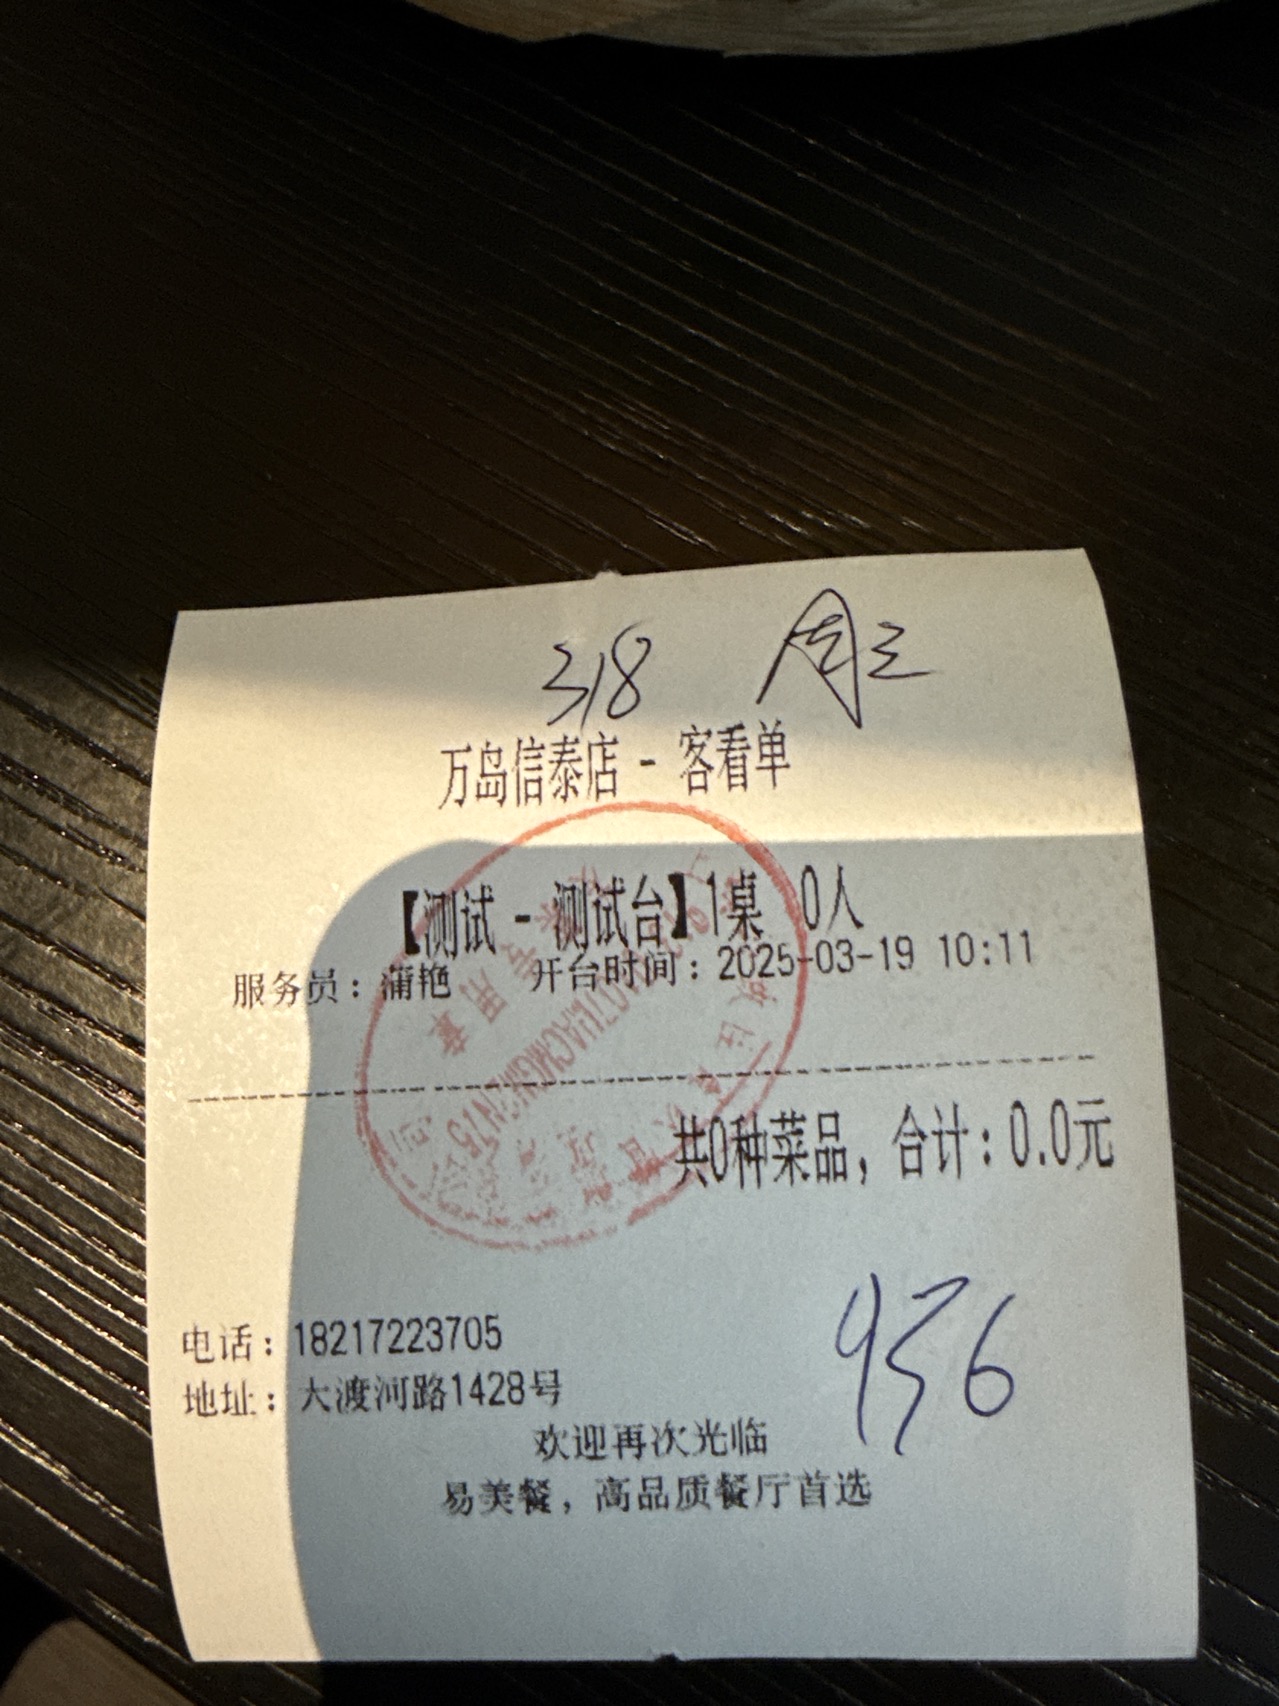 318 周三
万岛信泰店 - 客看单
【测试 - 测试台】1桌 0人
服务员：蒲艳 开台时间：2025-03-19 10:11
共0种菜品，合计：0.0元
956
电话：18217223705
地址：大渡河路1428号
欢迎再次光临
易美餐，高品质餐厅首选